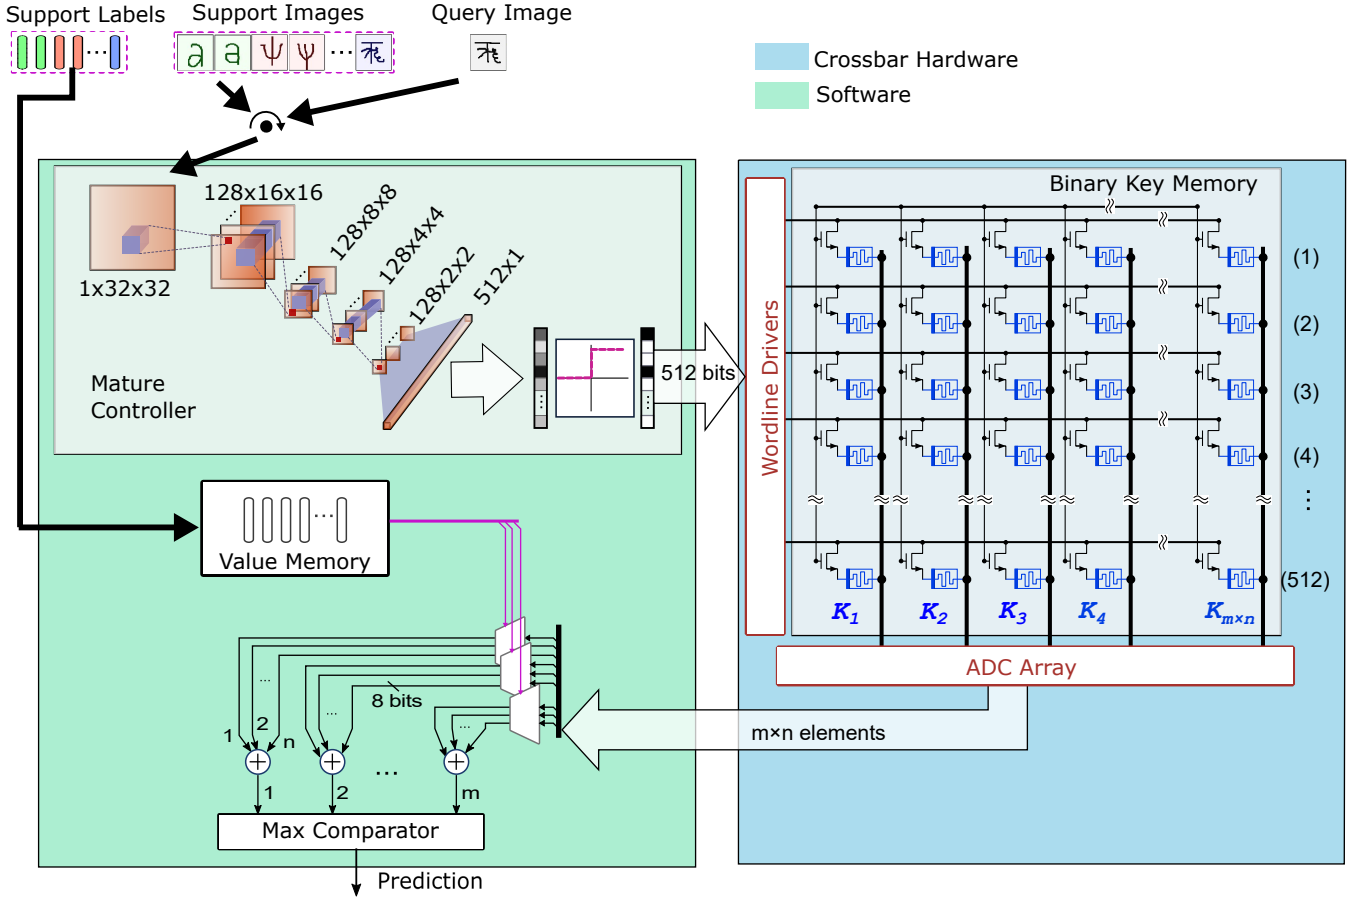 Support Labels
Support Images
Query Image
a a ψ ψ ...
Crossbar Hardware
Software
1x32x32
128x16x16
128x8x8
128x4x4
128x2x2
512x1
Mature
Controller
512 bits
Wordline Drivers
Binary Key Memory
(1)
(2)
(3)
(4)
⋮
(512)
K1 K2 K3 K4 Km×n
ADC Array
m×n elements
Value Memory
8 bits
1 2 ... n
...
...
...
1 2 m
Max Comparator
Prediction